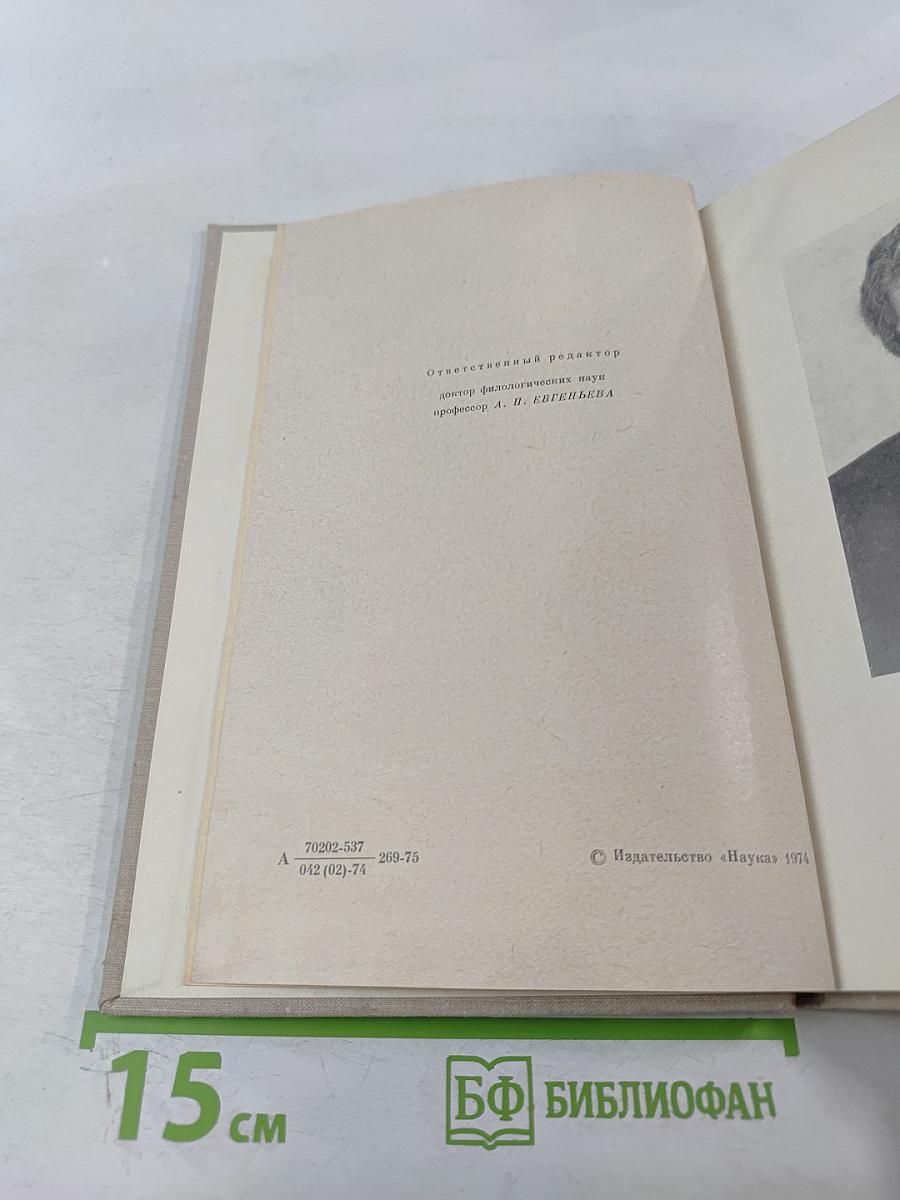 Ответственный редактор
доктор филологических наук
профессор А. П. ЕВГЕНЬЕВА
А 70202-537 269-75
042 (02)-74
© Издательство «Наука» 1974
15 см
БФ БИБЛИОФАН